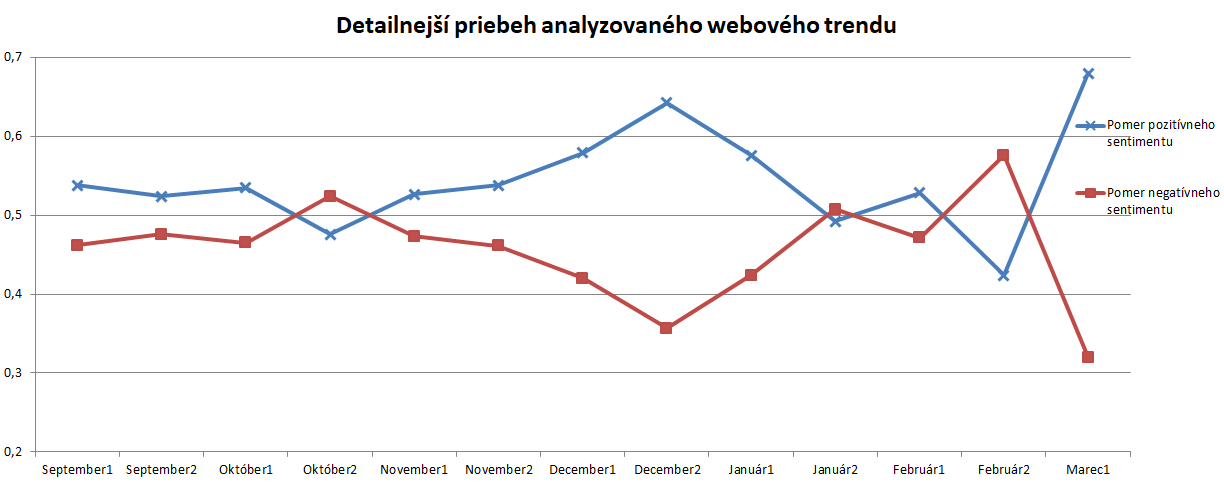 Detailnejší priebeh analyzovaného webového trendu
0,7
0,6
0,5
0,4
0,3
0,2
Pomer pozitívneho
sentimentu
Pomer negatívneho
sentimentu
September1 September2 Október1 Október2 November1 November2 December1 December2 Január1 Január2 Február1 Február2 Marec1